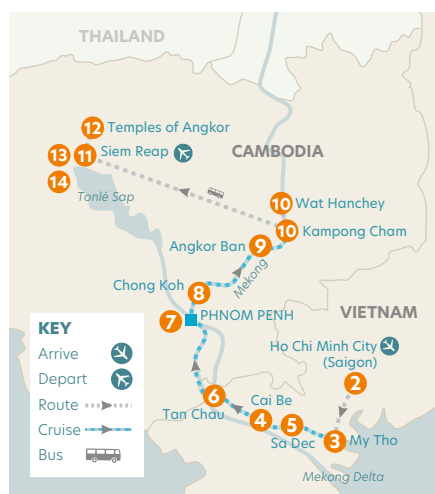 THAILAND
12 Temples of Angkor
13 11 Siem Reap
14
Tonlé Sap
CAMBODIA
10 Wat Hanchey
10 Kampong Cham
Angkor Ban 9
Mekong
Chong Koh 8
7 PHNOM PENH
VIETNAM
Ho Chi Minh City
(Saigon)
2
6
Tan Chau
Cai Be
4 5
Sa Dec
3 My Tho
Mekong Delta
KEY
Arrive
Depart
Route
Cruise
Bus